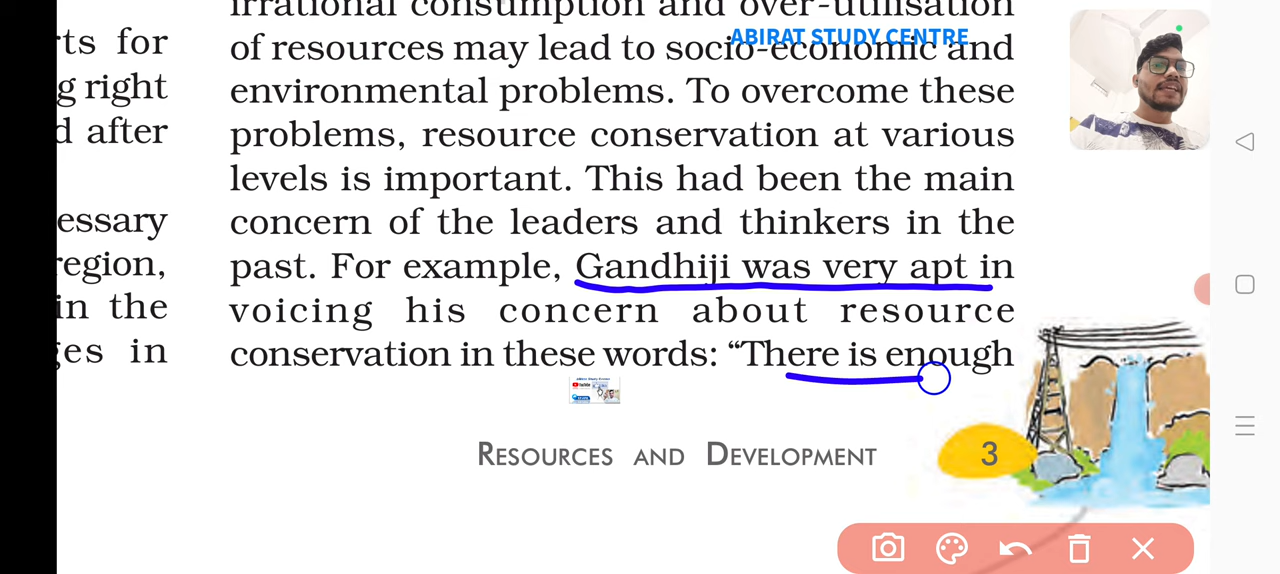 rts for
g right
d after
essary
region,
in the
ges in
irrational consumption and over-utilisation
of resources may lead to socio-economic and
environmental problems. To overcome these
problems, resource conservation at various
levels is important. This had been the main
concern of the leaders and thinkers in the
past. For example, Gandhiji was very apt in
voicing his concern about resource
conservation in these words: “There is enough
ABIRAT STUDY CENTRE
RESOURCES AND DEVELOPMENT
3